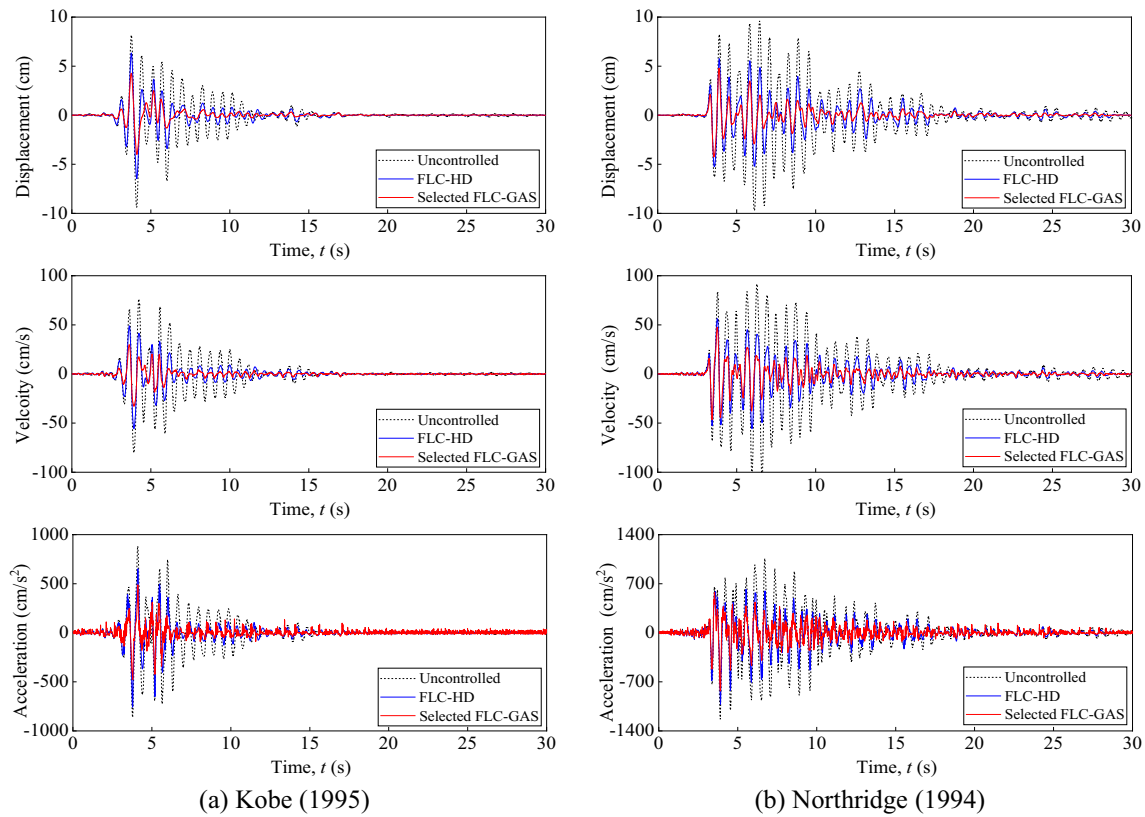 10
5
0
-5
-10
Displacement (cm)
Uncontrolled
FLC-HD
Selected FLC-GAS
0 5 10 15 20 25 30
Time, t (s)
10
5
0
-5
-10
Displacement (cm)
Uncontrolled
FLC-HD
Selected FLC-GAS
0 5 10 15 20 25 30
Time, t (s)
100
50
0
-50
-100
Velcoity (cm/s)
Uncontrolled
FLC-HD
Selected FLC-GAS
0 5 10 15 20 25 30
Time, t (s)
100
50
0
-50
-100
Velocity (cm/s)
Uncontrolled
FLC-HD
Selected FLC-GAS
0 5 10 15 20 25 30
Time, t (s)
1000
500
0
-500
-1000
Acceleration (cm/s²)
Uncontrolled
FLC-HD
Selected FLC-GAS
0 5 10 15 20 25 30
Time, t (s)
1400
700
0
-700
-1400
Acceleration (cm/s²)
Uncontrolled
FLC-HD
Selected FLC-GAS
0 5 10 15 20 25 30
Time, t (s)
(a) Kobe (1995)
(b) Northridge (1994)